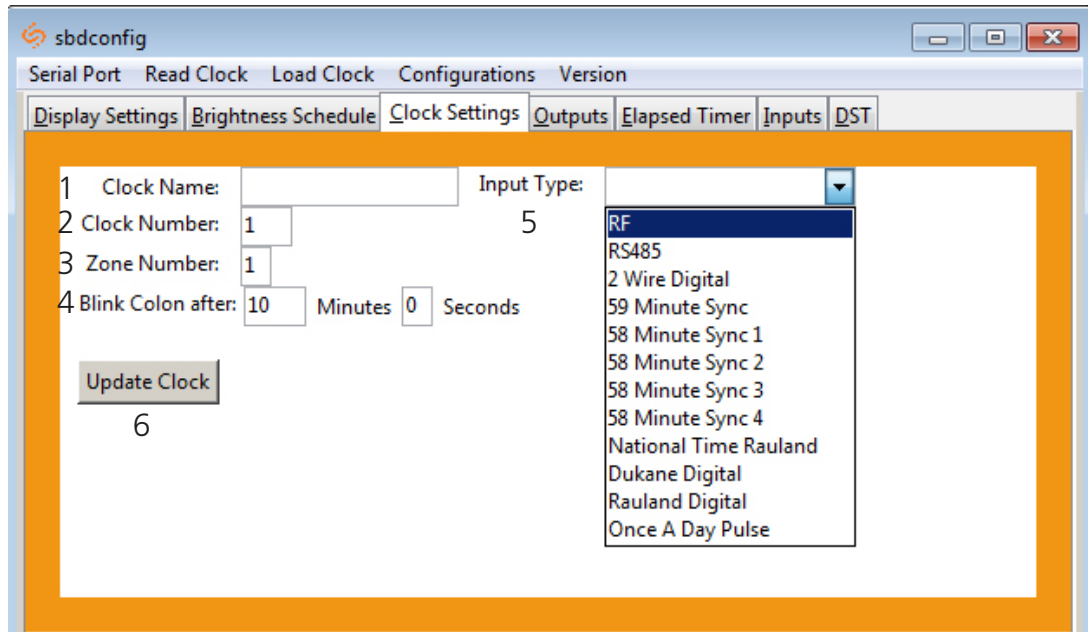 sbdconfig
Serial Port Read Clock Load Clock Configurations Version
Display Settings Brightness Schedule Clock Settings Outputs Elapsed Timer Inputs DST
1 Clock Name: Input Type:
2 Clock Number: 1 5 RF
RS485
3 Zone Number: 1
2 Wire Digital
4 Blink Colon after: 10 Minutes 0 Seconds
59 Minute Sync
58 Minute Sync 1
58 Minute Sync 2
Update Clock
58 Minute Sync 3
6
58 Minute Sync 4
National Time Rauland
Dukane Digital
Rauland Digital
Once A Day Pulse